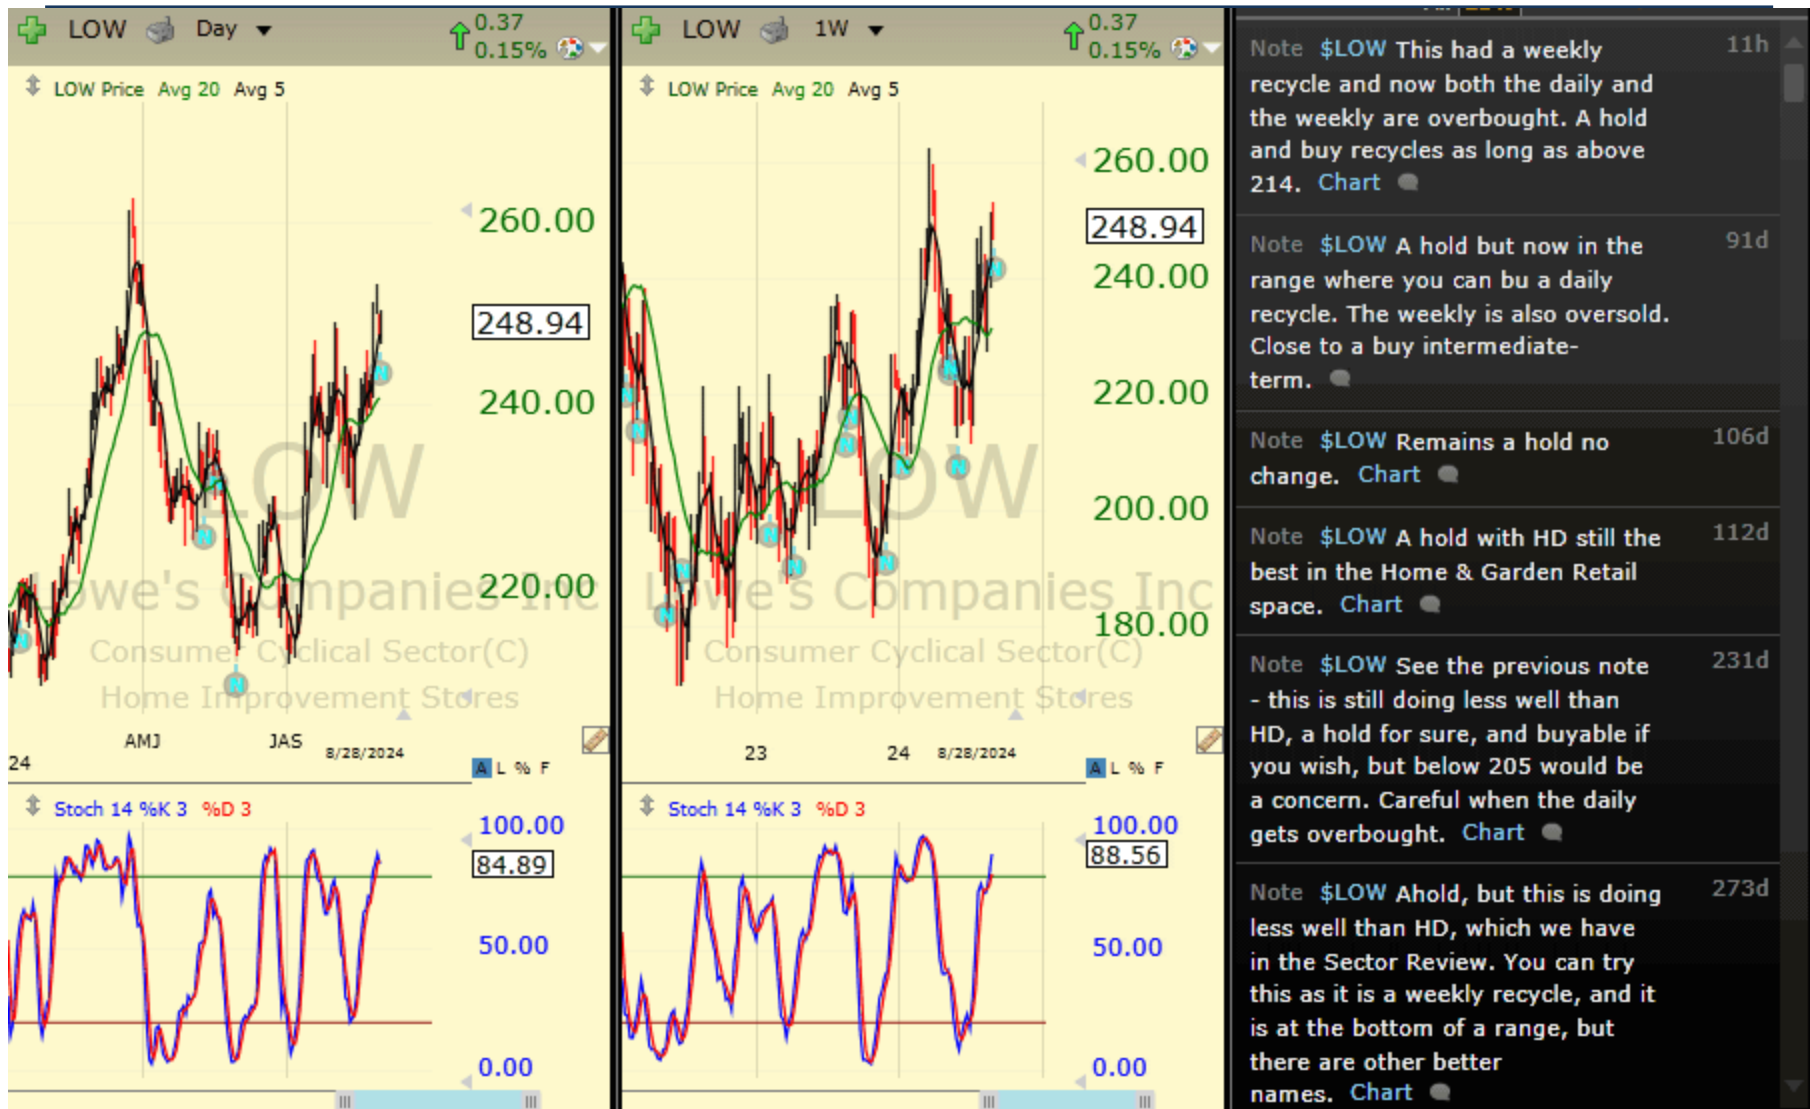 LOW Day 0.37
0.15%
LOW Price Avg 20 Avg 5
260.00
248.94
240.00
220.00
LOW
Lowe's Companies Inc
Consumer Cyclical Sector(C)
Home Improvement Stores
24 AMJ JAS 8/28/2024
A L % F
Stoch 14 %K 3 %D 3
100.00
84.89
50.00
0.00
LOW 1W 0.37
0.15%
LOW Price Avg 20 Avg 5
260.00
248.94
240.00
220.00
200.00
180.00
LOW
Lowe's Companies Inc
Consumer Cyclical Sector(C)
Home Improvement Stores
23 24 8/28/2024
A L % F
Stoch 14 %K 3 %D 3
100.00
88.56
50.00
0.00
Note $LOW This had a weekly 11h
recycle and now both the daily and
the weekly are overbought. A hold
and buy recycles as long as above
214. Chart
Note $LOW A hold but now in the 91d
range where you can bu a daily
recycle. The weekly is also oversold.
Close to a buy intermediate-
term.
Note $LOW Remains a hold no 106d
change. Chart
Note $LOW A hold with HD still the 112d
best in the Home & Garden Retail
space. Chart
Note $LOW See the previous note 231d
- this is still doing less well than
HD, a hold for sure, and buyable if
you wish, but below 205 would be
a concern. Careful when the daily
gets overbought. Chart
Note $LOW Ahold, but this is doing 273d
less well than HD, which we have
in the Sector Review. You can try
this as it is a weekly recycle, and it
is at the bottom of a range, but
there are other better
names. Chart